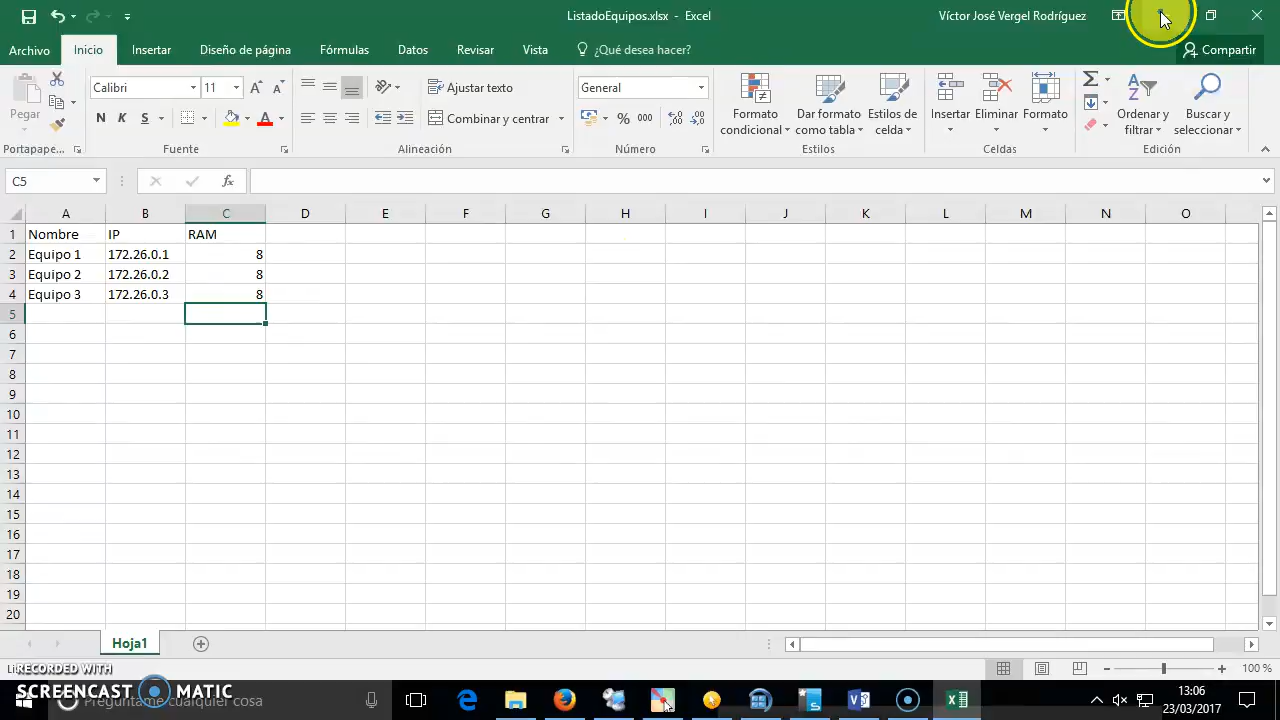 ListadoEquipos.xlsx - Excel
Víctor José Vergel Rodríguez
Archivo Inicio Insertar Diseño de página Fórmulas Datos Revisar Vista ¿Qué desea hacer? Compartir
Pegar
Calibri 11
N K S
Ajustar texto
Combinar y centrar
General
% 000
Formato condicional
Dar formato como tabla
Estilos de celda
Insertar Eliminar Formato
Ordenar y filtrar
Buscar y seleccionar
Portapape... Fuente Alineación Número Estilos Celdas Edición
C5 fx
A B C D E F G H I J K L M N O
1 Nombre IP RAM
2 Equipo 1 172.26.0.1 8
3 Equipo 2 172.26.0.2 8
4 Equipo 3 172.26.0.3 8
5
6
7
8
9
10
11
12
13
14
15
16
17
18
19
20
Hoja1
100 %
RECORDED WITH
SCREENCAST MATIC
Pregúntame cualquier cosa
13:06
23/03/2017